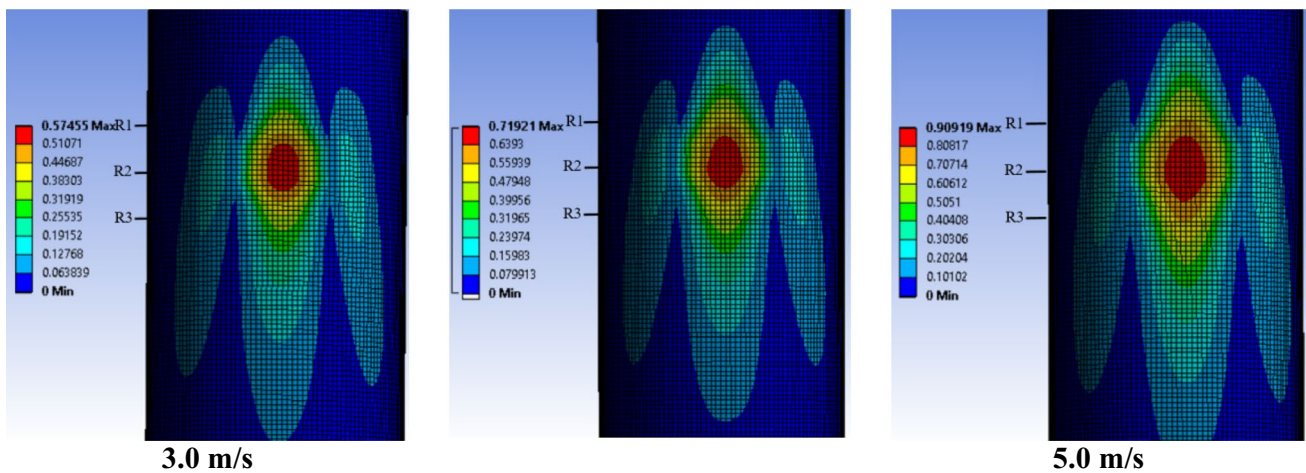 0.57455 Max
0.51071
0.44687
0.38303
0.31919
0.25535
0.19152
0.12768
0.063839
0 Min
R1
R2
R3
3.0 m/s
0.71921 Max
0.6393
0.55939
0.47948
0.39956
0.31965
0.23974
0.15983
0.079913
0 Min
R1
R2
R3
0.90919 Max
0.80817
0.70714
0.60612
0.5051
0.40408
0.30306
0.20204
0.10102
0 Min
R1
R2
R3
5.0 m/s